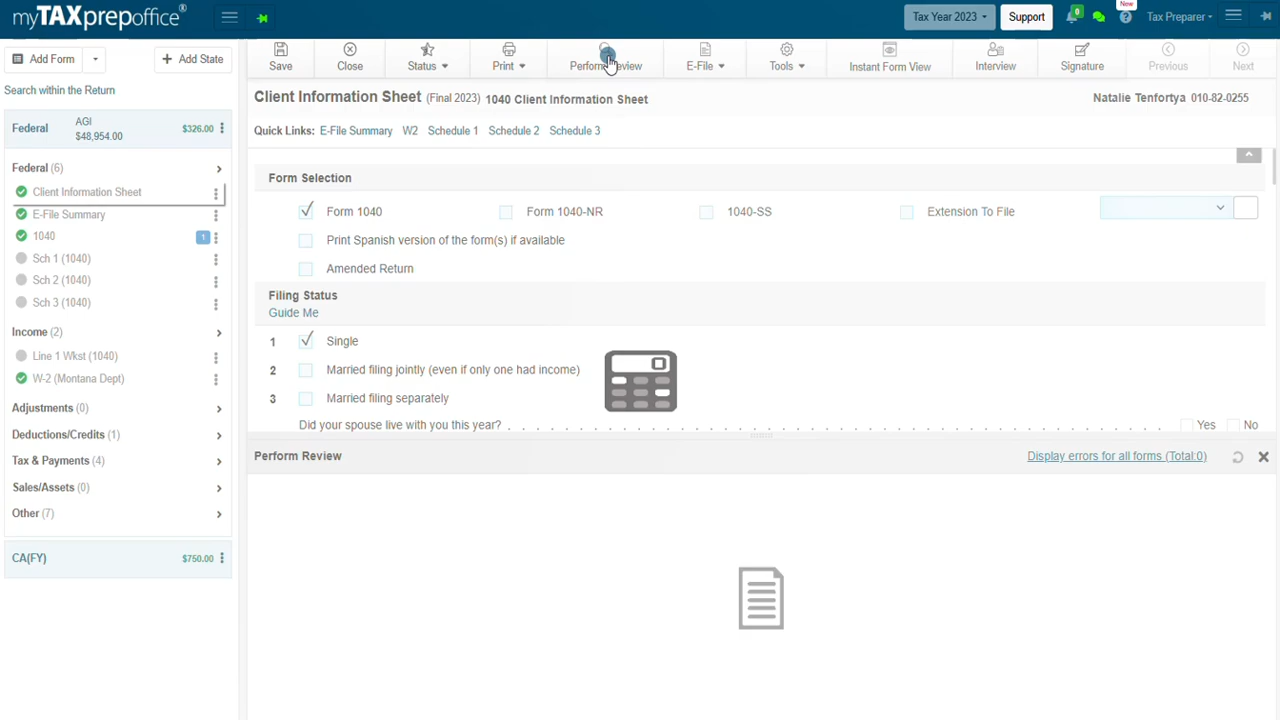 myTAXprepoffice®
Tax Year 2023
Support
0
New
Tax Preparer
Add Form
Add State
Save
Close
Status
Print
E-File
Tools
Instant Form View
Interview
Signature
Previous
Next
Search within the Return
Client Information Sheet (Final 2023) 1040 Client Information Sheet
Natalie Tenfortya 010-82-0255
Federal
AGI
$48,954.00
$326.00
Quick Links: E-File Summary W2 Schedule 1 Schedule 2 Schedule 3
Federal (6)
Client Information Sheet
E-File Summary
1040
1
Sch 1 (1040)
Sch 2 (1040)
Sch 3 (1040)
Income (2)
Line 1 Wkst (1040)
W-2 (Montana Dept)
Adjustments (0)
Deductions/Credits (1)
Tax & Payments (4)
Sales/Assets (0)
Other (7)
CA(FY)
$750.00
Form Selection
Form 1040
Form 1040-NR
1040-SS
Extension To File
Print Spanish version of the form(s) if available
Amended Return
Filing Status
Guide Me
1 Single
2 Married filing jointly (even if only one had income)
3 Married filing separately
Did your spouse live with you this year? Yes No
Perform Review
Display errors for all forms (Total:0)